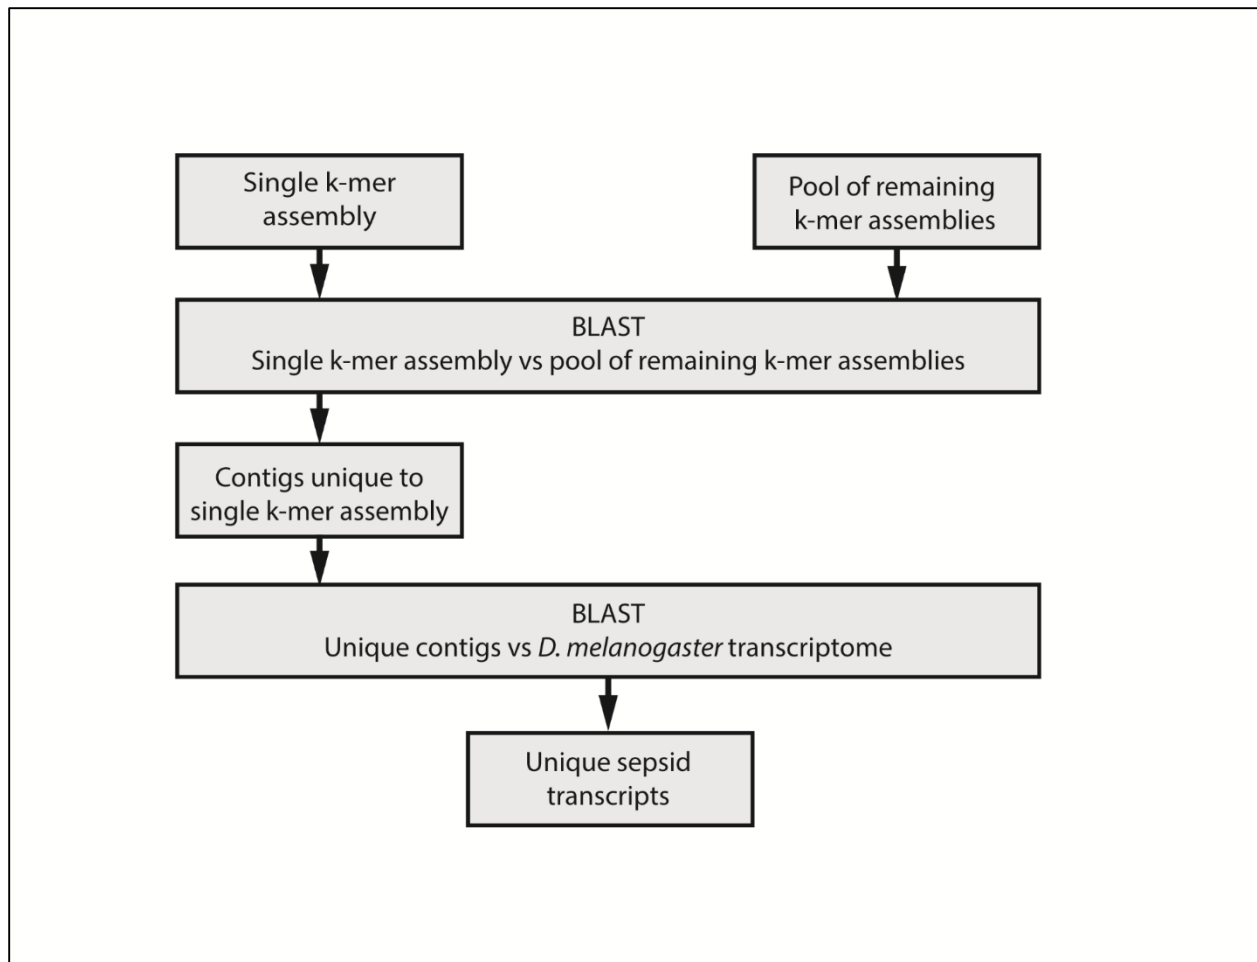 Single k-mer
assembly
Pool of remaining
k-mer assemblies
BLAST
Single k-mer assembly vs pool of remaining k-mer assemblies
Contigs unique to
single k-mer assembly
BLAST
Unique contigs vs D. melanogaster transcriptome
Unique sepsid
transcripts